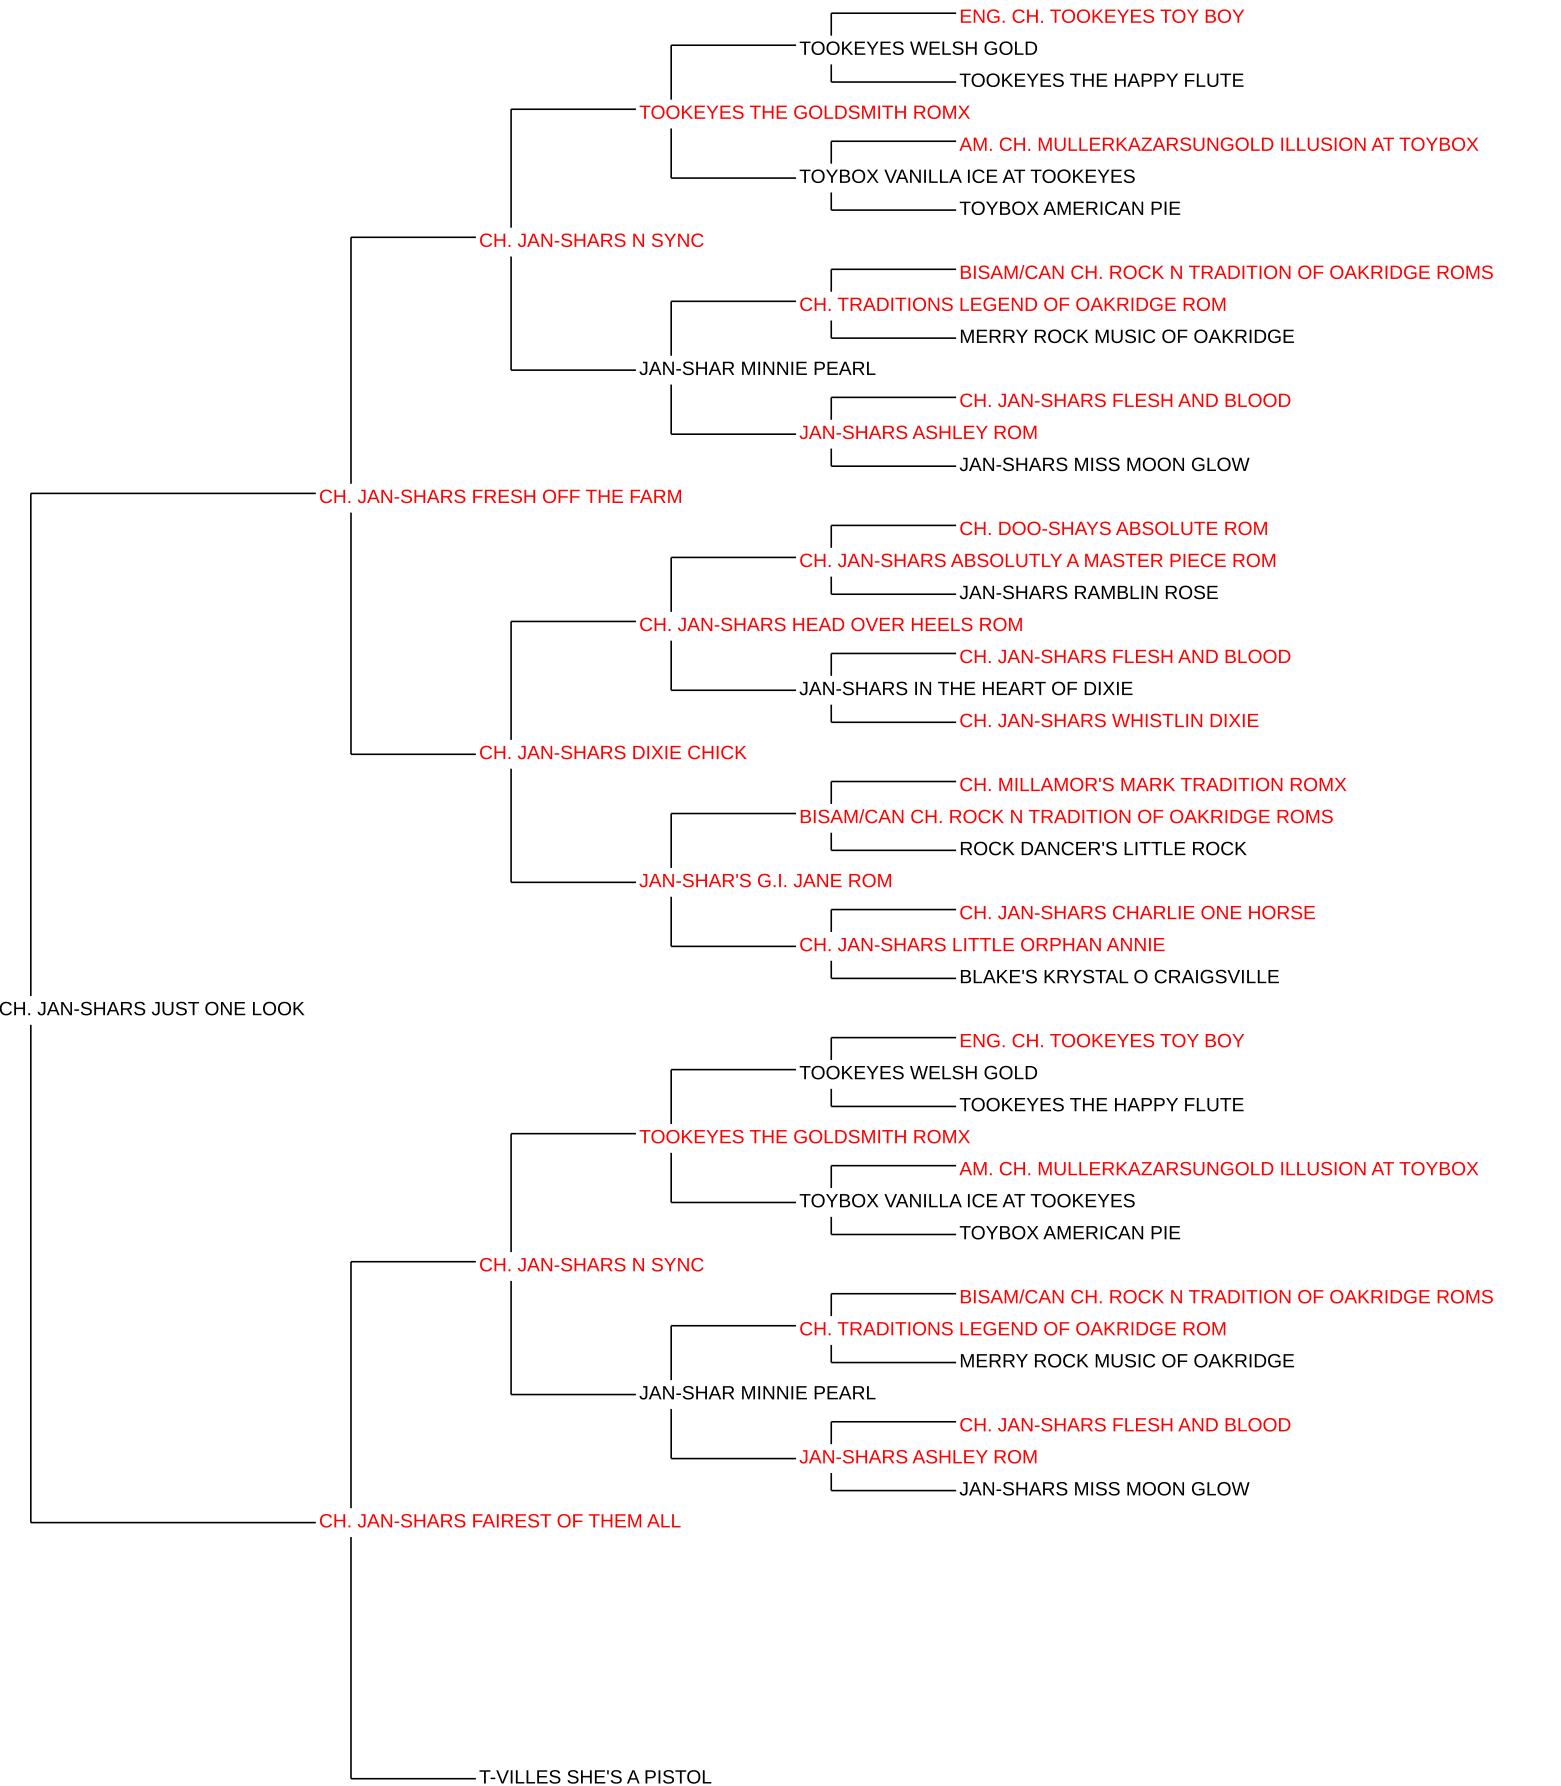 ENG. CH. TOOKEYES TOY BOY
TOOKEYES WELSH GOLD
TOOKEYES THE HAPPY FLUTE
TOOKEYES THE GOLDSMITH ROMX
AM. CH. MULLERKAZARSUNGOLD ILLUSION AT TOYBOX
TOYBOX VANILLA ICE AT TOOKEYES
TOYBOX AMERICAN PIE
CH. JAN-SHARS N SYNC
BISAM/CAN CH. ROCK N TRADITION OF OAKRIDGE ROMS
CH. TRADITIONS LEGEND OF OAKRIDGE ROM
MERRY ROCK MUSIC OF OAKRIDGE
JAN-SHAR MINNIE PEARL
CH. JAN-SHARS FLESH AND BLOOD
JAN-SHARS ASHLEY ROM
JAN-SHARS MISS MOON GLOW
CH. JAN-SHARS FRESH OFF THE FARM
CH. DOO-SHAYS ABSOLUTE ROM
CH. JAN-SHARS ABSOLUTLY A MASTER PIECE ROM
JAN-SHARS RAMBLIN ROSE
CH. JAN-SHARS HEAD OVER HEELS ROM
CH. JAN-SHARS FLESH AND BLOOD
JAN-SHARS IN THE HEART OF DIXIE
CH. JAN-SHARS WHISTLIN DIXIE
CH. JAN-SHARS DIXIE CHICK
CH. MILLAMOR'S MARK TRADITION ROMX
BISAM/CAN CH. ROCK N TRADITION OF OAKRIDGE ROMS
ROCK DANCER'S LITTLE ROCK
JAN-SHAR'S G.I. JANE ROM
CH. JAN-SHARS CHARLIE ONE HORSE
CH. JAN-SHARS LITTLE ORPHAN ANNIE
BLAKE'S KRYSTAL O CRAIGSVILLE
CH. JAN-SHARS JUST ONE LOOK
ENG. CH. TOOKEYES TOY BOY
TOOKEYES WELSH GOLD
TOOKEYES THE HAPPY FLUTE
TOOKEYES THE GOLDSMITH ROMX
AM. CH. MULLERKAZARSUNGOLD ILLUSION AT TOYBOX
TOYBOX VANILLA ICE AT TOOKEYES
TOYBOX AMERICAN PIE
CH. JAN-SHARS N SYNC
BISAM/CAN CH. ROCK N TRADITION OF OAKRIDGE ROMS
CH. TRADITIONS LEGEND OF OAKRIDGE ROM
MERRY ROCK MUSIC OF OAKRIDGE
JAN-SHAR MINNIE PEARL
CH. JAN-SHARS FLESH AND BLOOD
JAN-SHARS ASHLEY ROM
JAN-SHARS MISS MOON GLOW
CH. JAN-SHARS FAIREST OF THEM ALL
T-VILLES SHE'S A PISTOL